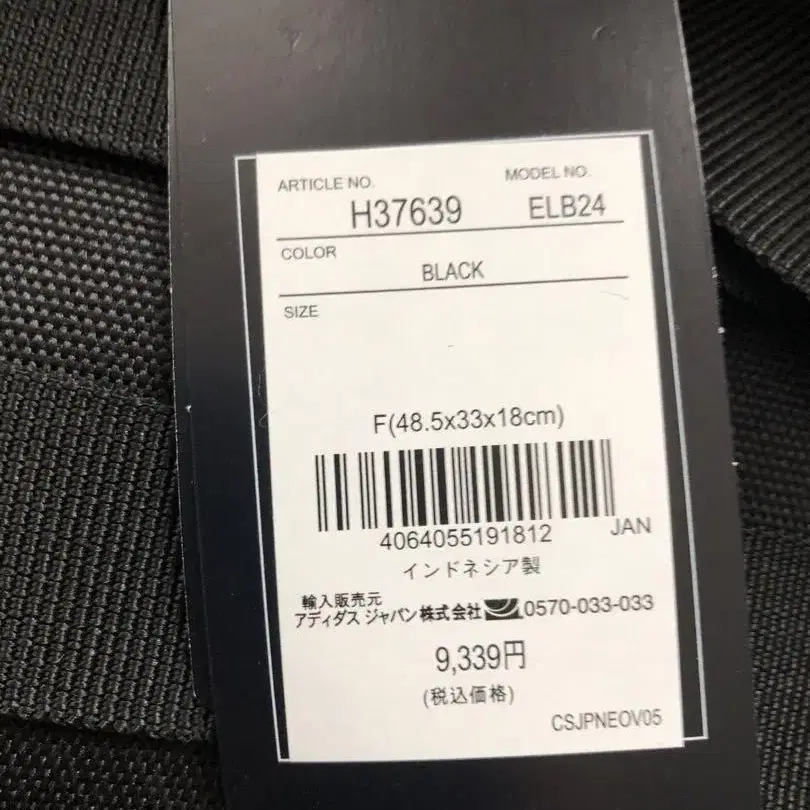 ARTICLE NO. MODEL NO.
H37639 ELB24
COLOR
BLACK
SIZE
F(48.5x33x18cm)
4064055191812 JAN
インドネシア製
輸入販売元
アディダス ジャパン株式会社 0570-033-033
9,339円
(税込価格)
CSJPNEOV05